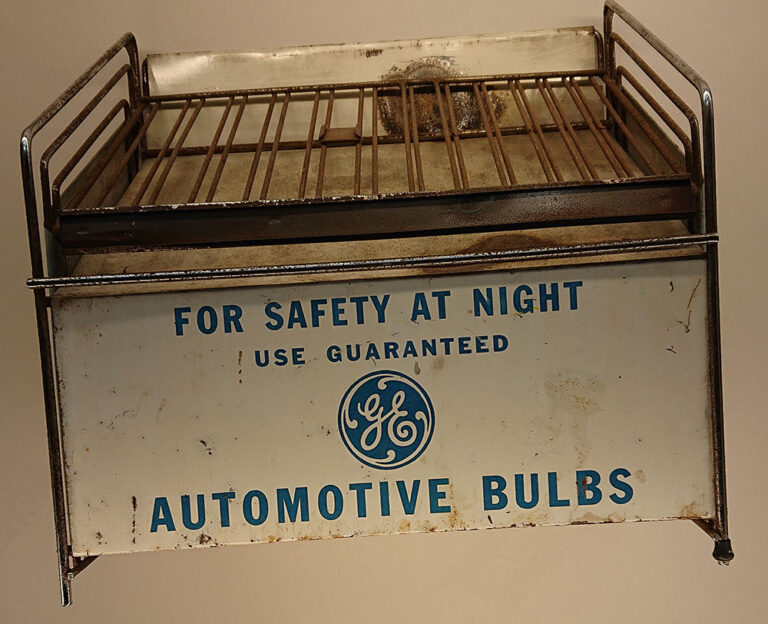 FOR SAFETY AT NIGHT
USE GUARANTEED
GE
AUTOMOTIVE BULBS